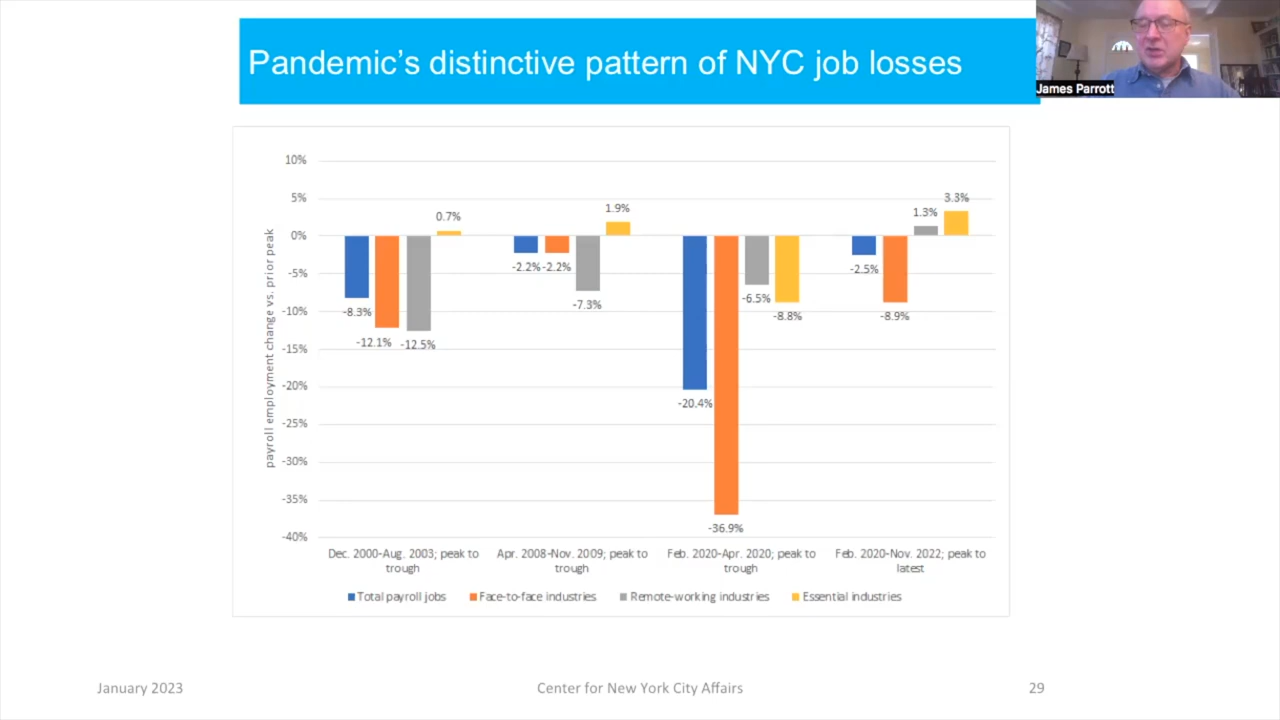 Pandemic's distinctive pattern of NYC job losses
James Parrott
payroll employment change vs. prior peak
10%
5%
0%
-5%
-10%
-15%
-20%
-25%
-30%
-35%
-40%
-8.3%
-12.1%
-12.5%
0.7%
-2.2%
-2.2%
-7.3%
1.9%
-20.4%
-36.9%
-6.5%
-8.8%
-2.5%
-8.9%
1.3%
3.3%
Dec. 2000-Aug. 2003; peak to
trough
Apr. 2008-Nov. 2009; peak to
trough
Feb. 2020-Apr. 2020; peak to
trough
Feb. 2020-Nov. 2022; peak to
latest
Total payroll jobs
Face-to-face industries
Remote-working industries
Essential industries
January 2023
Center for New York City Affairs
29